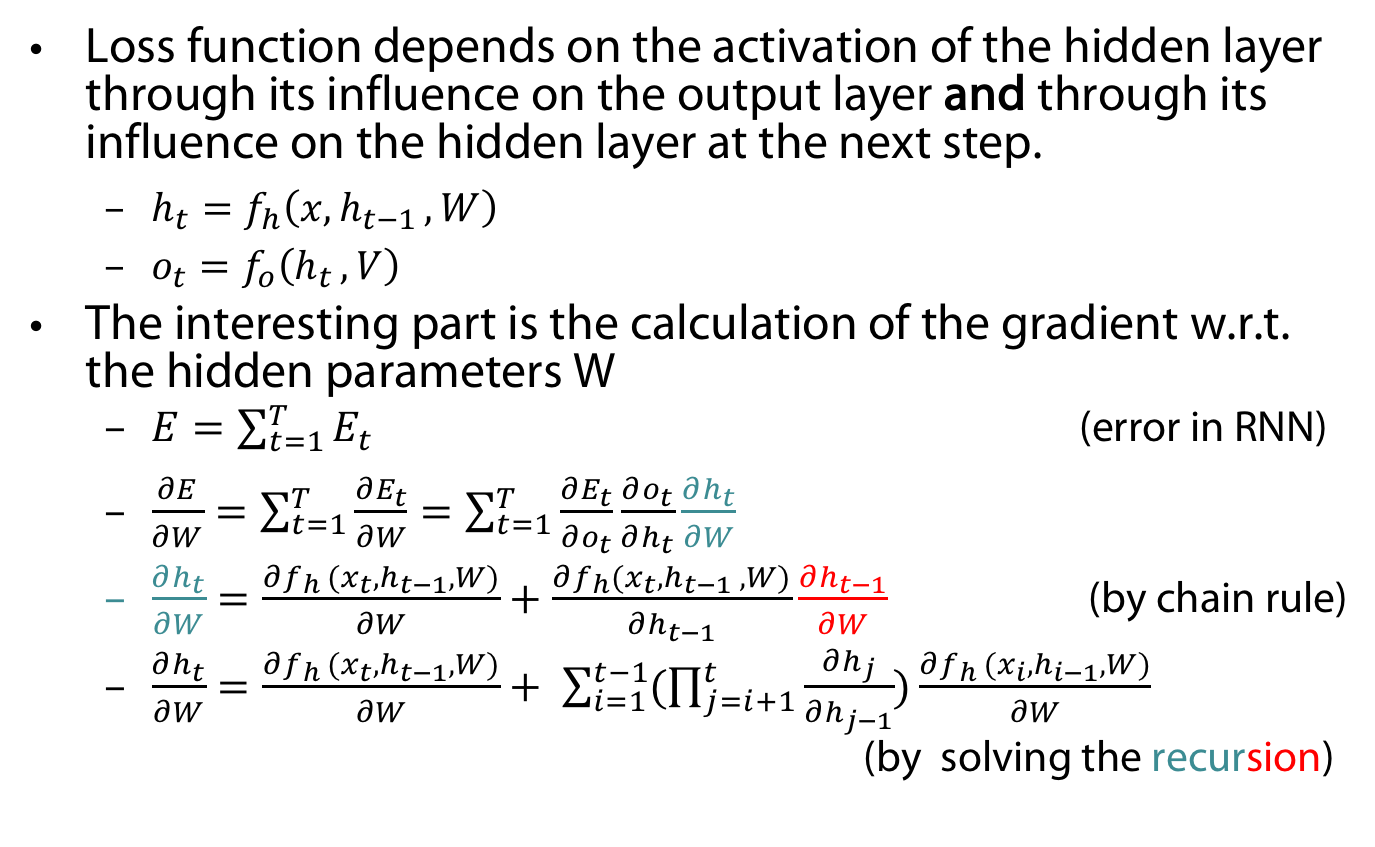 • Loss function depends on the activation of the hidden layer
through its influence on the output layer and through its
influence on the hidden layer at the next step.
– h_t = f_h(x, h_{t−1}, W)
– o_t = f_o(h_t, V)
• The interesting part is the calculation of the gradient w.r.t.
the hidden parameters W
– E = ∑_{t=1}^{T} E_t (error in RNN)
– ∂E/∂W = ∑_{t=1}^{T} ∂E_t/∂W = ∑_{t=1}^{T} ∂E_t/∂o_t ∂o_t/∂h_t ∂h_t/∂W
– ∂h_t/∂W = ∂f_h(x_t,h_{t−1},W)/∂W + ∂f_h(x_t,h_{t−1},W)/∂h_{t−1} ∂h_{t−1}/∂W (by chain rule)
– ∂h_t/∂W = ∂f_h(x_t,h_{t−1},W)/∂W + ∑_{i=1}^{t−1}(∏_{j=i+1}^{t} ∂h_j/∂h_{j−1}) ∂f_h(x_i,h_{i−1},W)/∂W
(by solving the recursion)